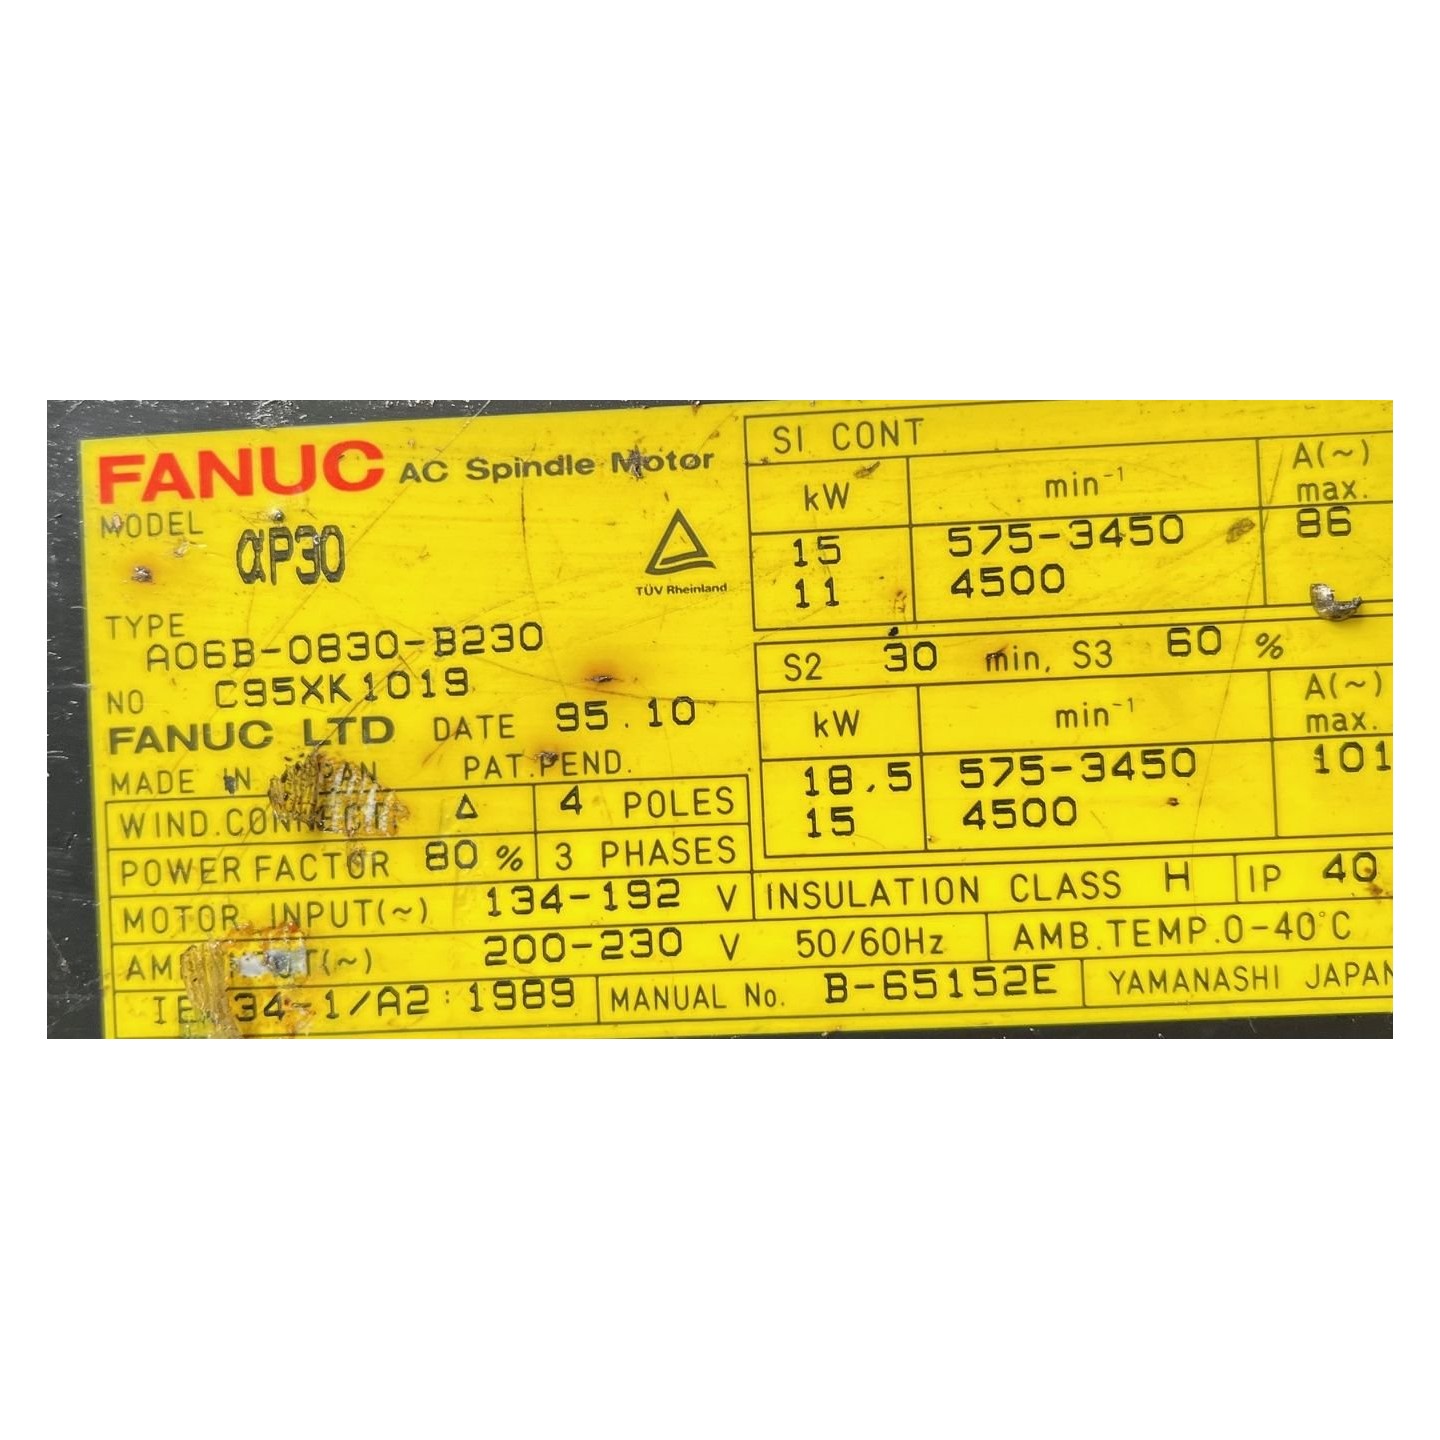 FANUC AC Spindle Motor
MODEL αP30
TÜV Rheinland
TYPE A06B-0830-B230
NO C95XK1019
FANUC LTD DATE 95.10
MADE IN PAT.PEND.
Δ 4 POLES
POWER FACTOR 80 % 3 PHASES
MOTOR INPUT(~) 134-192 V
200-230 V 50/60Hz
34-1/A2:1989
MANUAL No. B-65152E
S1 CONT
kW min⁻¹ A(~) max.
15 575-3450 86
11 4500
S2 30 min, S3 60 %
kW min⁻¹ A(~) max.
18.5 575-3450 101
15 4500
INSULATION CLASS H IP 40
AMB.TEMP.0-40°C
YAMANASHI JAPAN